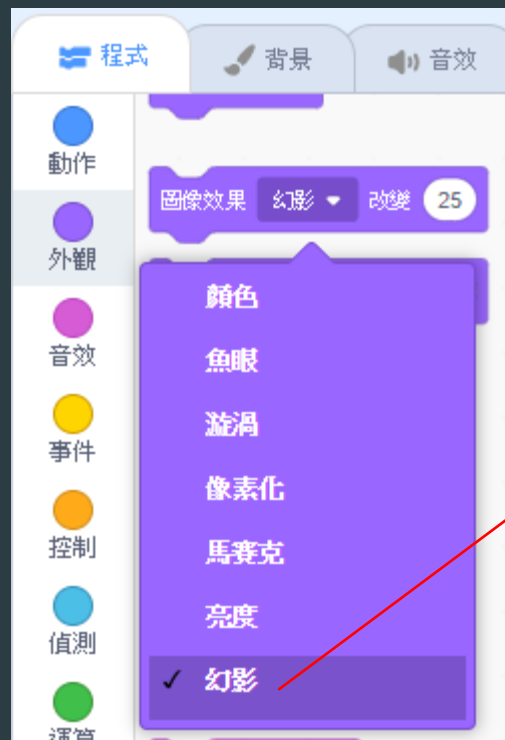 程式 背景 音效
動作
圖像效果 幻影 改變 25
外觀
顏色
魚眼
音效
漩渦
事件
像素化
控制
馬賽克
亮度
偵測
幻影
運算